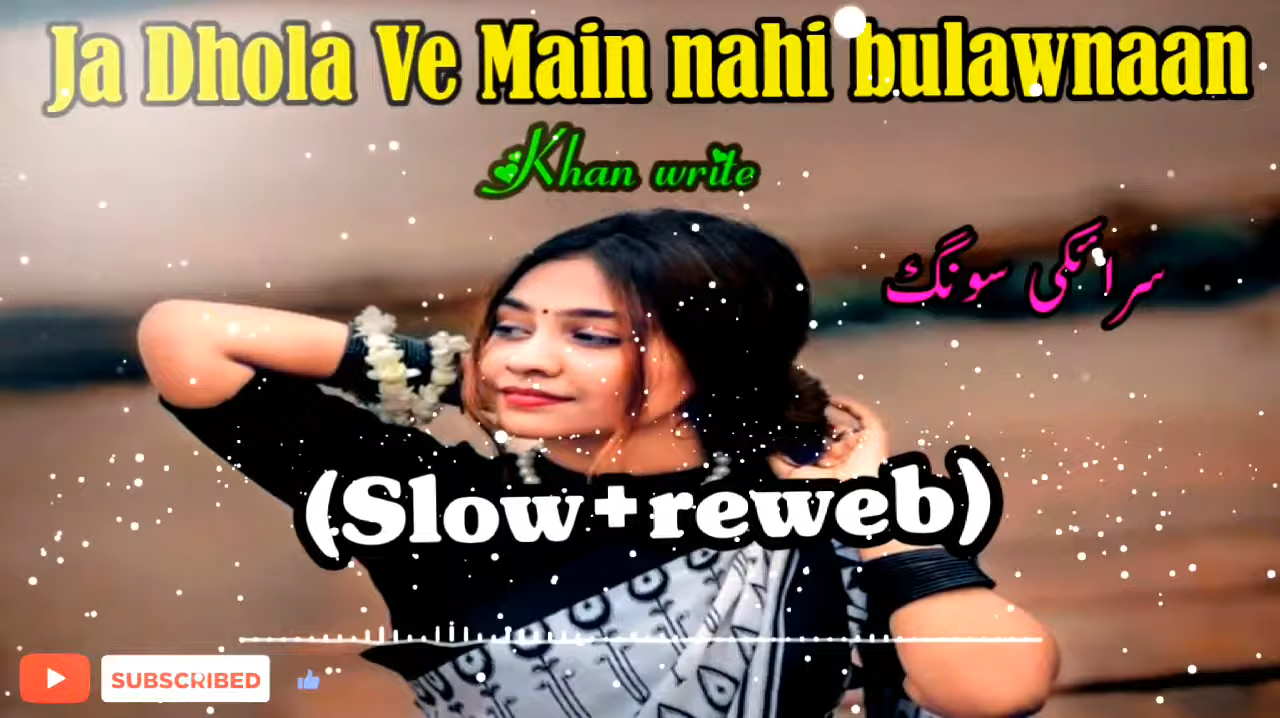 Ja Dhola Ve Main nahi bulawnaan
Khan write
سرائکی سونگ
(Slow+reweb)
SUBSCRIBED